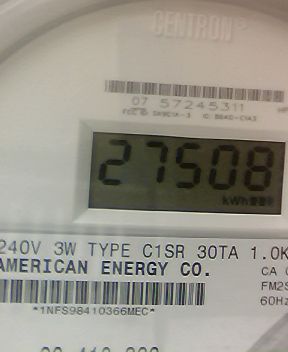 CENTRON®
07 57245311
27508
kWh
240V 3W TYPE C1SR 30TA 1.0K
AMERICAN ENERGY CO.
CA
FM2S
60Hz
*1NFS98410366MEC*